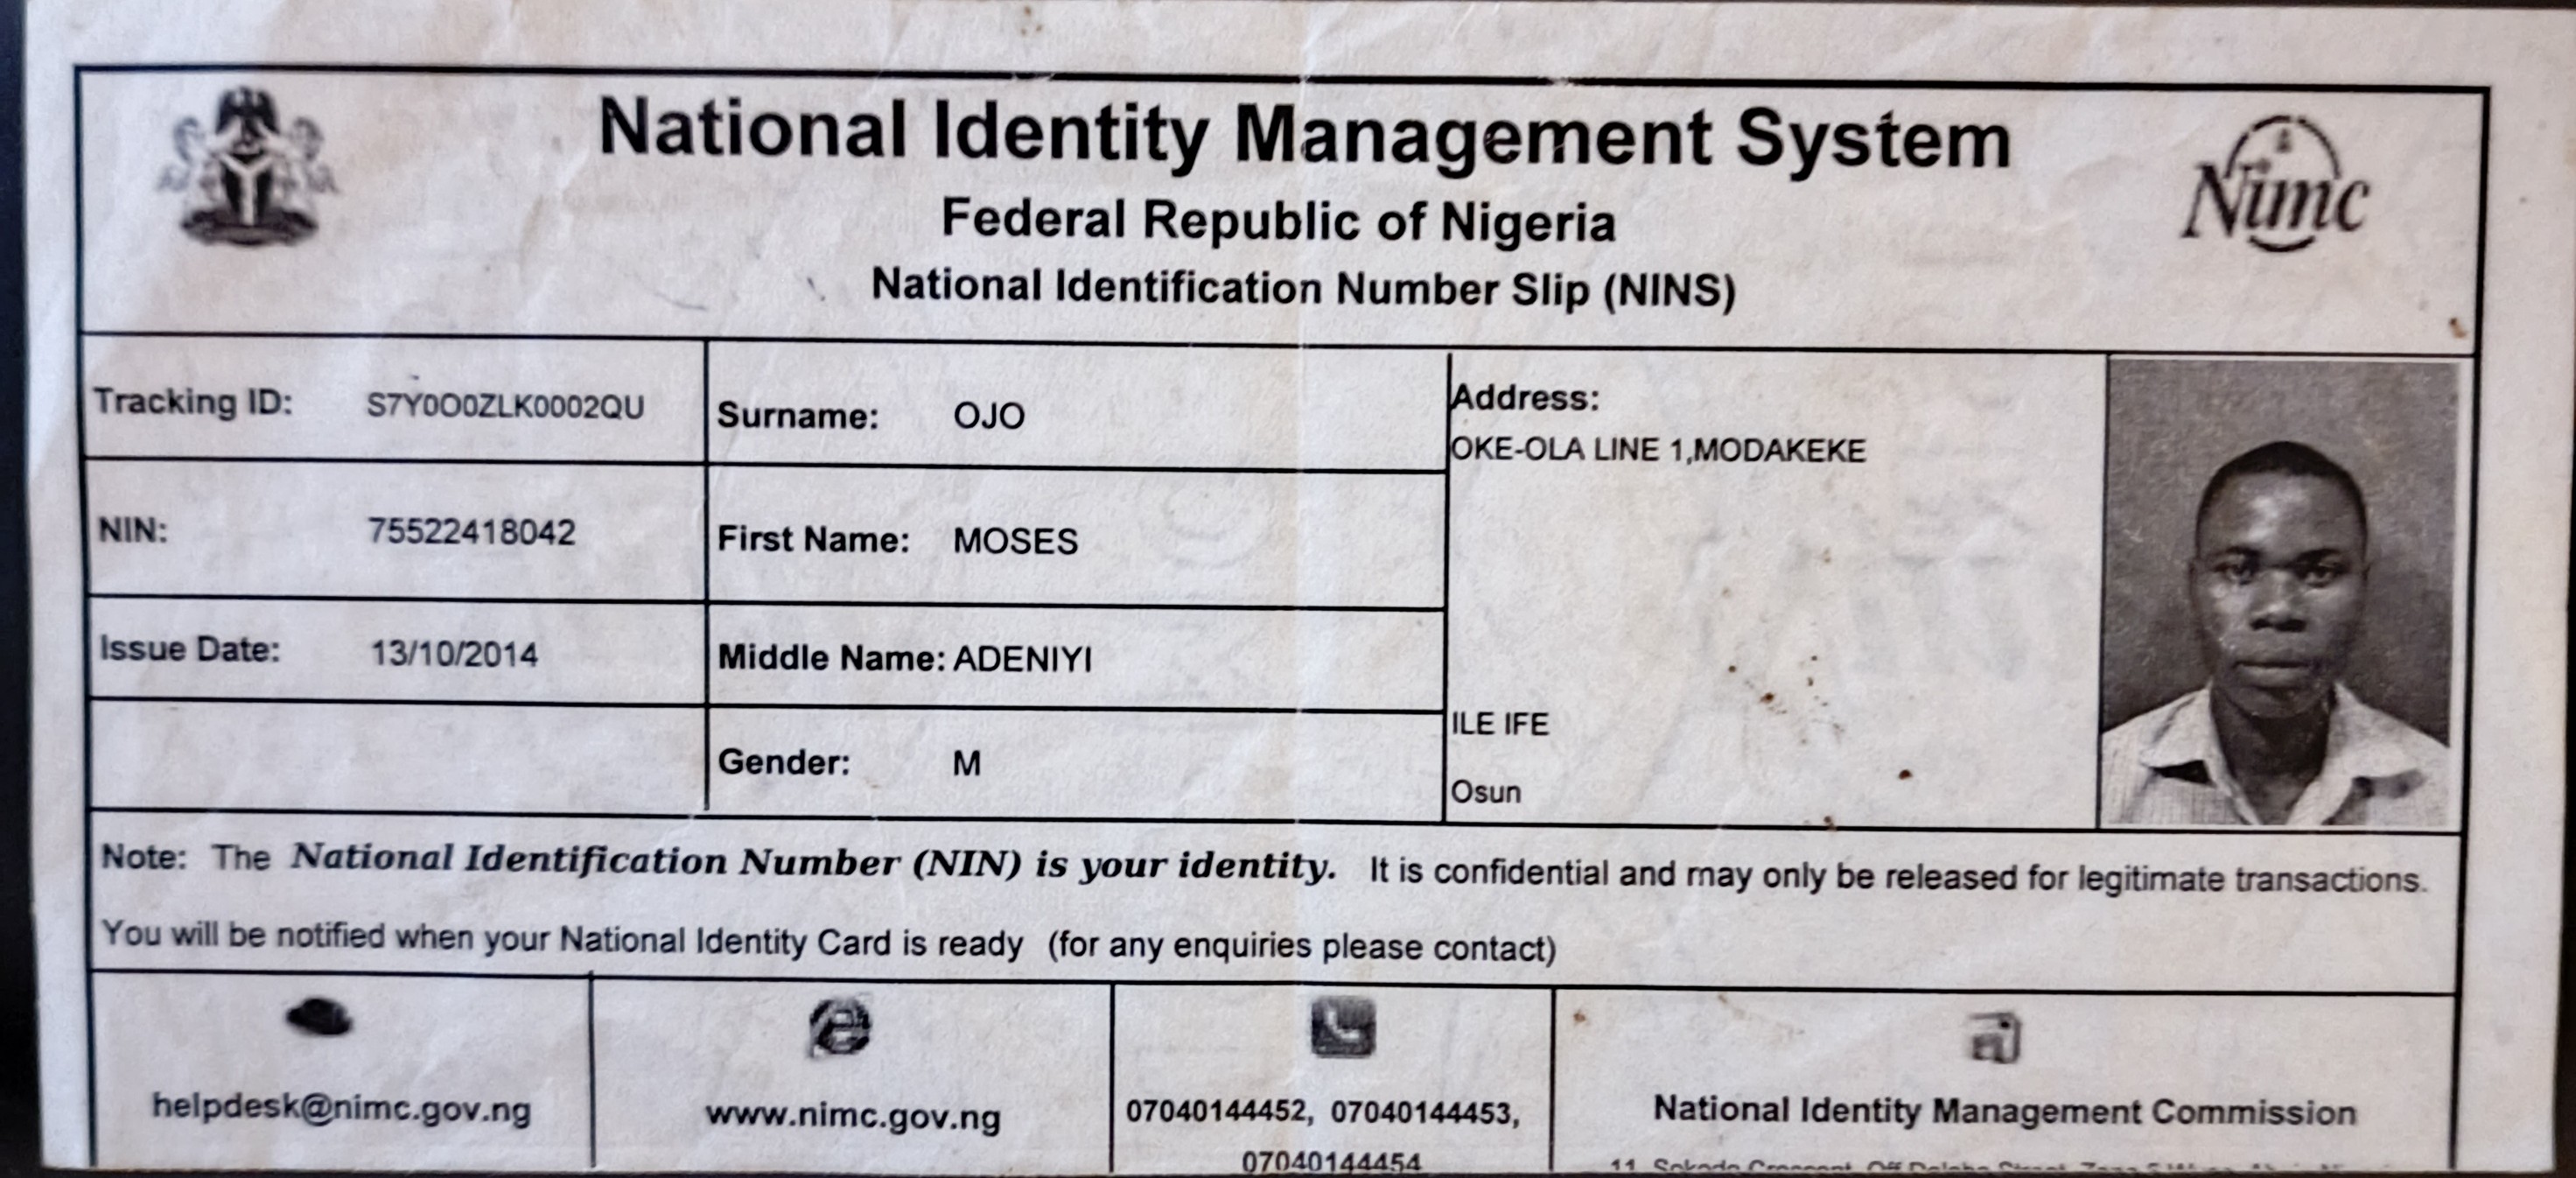 National Identity Management System
Federal Republic of Nigeria
National Identification Number Slip (NINS)
Nimc
Tracking ID: S7Y0O0ZLK0002QU
Surname: OJO
Address:
OKE-OLA LINE 1,MODAKEKE
NIN: 75522418042
First Name: MOSES
Issue Date: 13/10/2014
Middle Name: ADENIYI
ILE IFE
Gender: M
Osun
Note: The National Identification Number (NIN) is your identity. It is confidential and may only be released for legitimate transactions.
You will be notified when your National Identity Card is ready (for any enquiries please contact)
helpdesk@nimc.gov.ng
www.nimc.gov.ng
07040144452, 07040144453,
07040144454
National Identity Management Commission